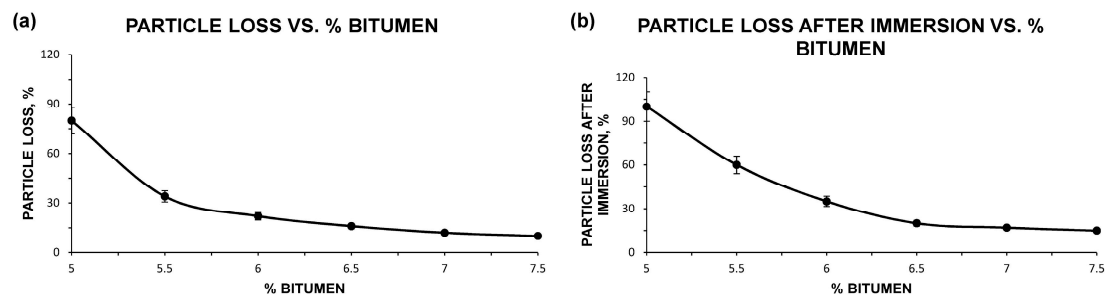 (a)
PARTICLE LOSS VS. % BITUMEN
120
90
60
30
0
PARTICLE LOSS, %
5 5.5 6 6.5 7 7.5
% BITUMEN
(b)
PARTICLE LOSS AFTER IMMERSION VS. %
BITUMEN
120
90
60
30
0
PARTICLE LOSS AFTER
IMMERSION, %
5 5.5 6 6.5 7 7.5
% BITUMEN